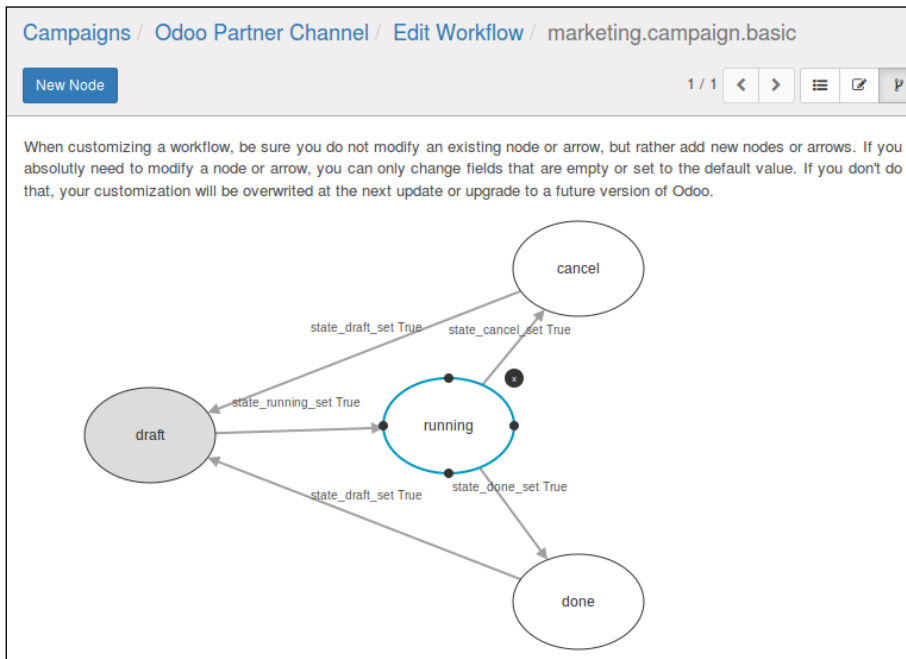 Campaigns / Odoo Partner Channel / Edit Workflow / marketing.campaign.basic
New Node
1 / 1
When customizing a workflow, be sure you do not modify an existing node or arrow, but rather add new nodes or arrows. If you
absolutly need to modify a node or arrow, you can only change fields that are empty or set to the default value. If you don't do
that, your customization will be overwrited at the next update or upgrade to a future version of Odoo.
cancel
state_draft_set True
state_cancel_set True
x
state_running_set True
running
draft
state_done_set True
state_draft_set True
done